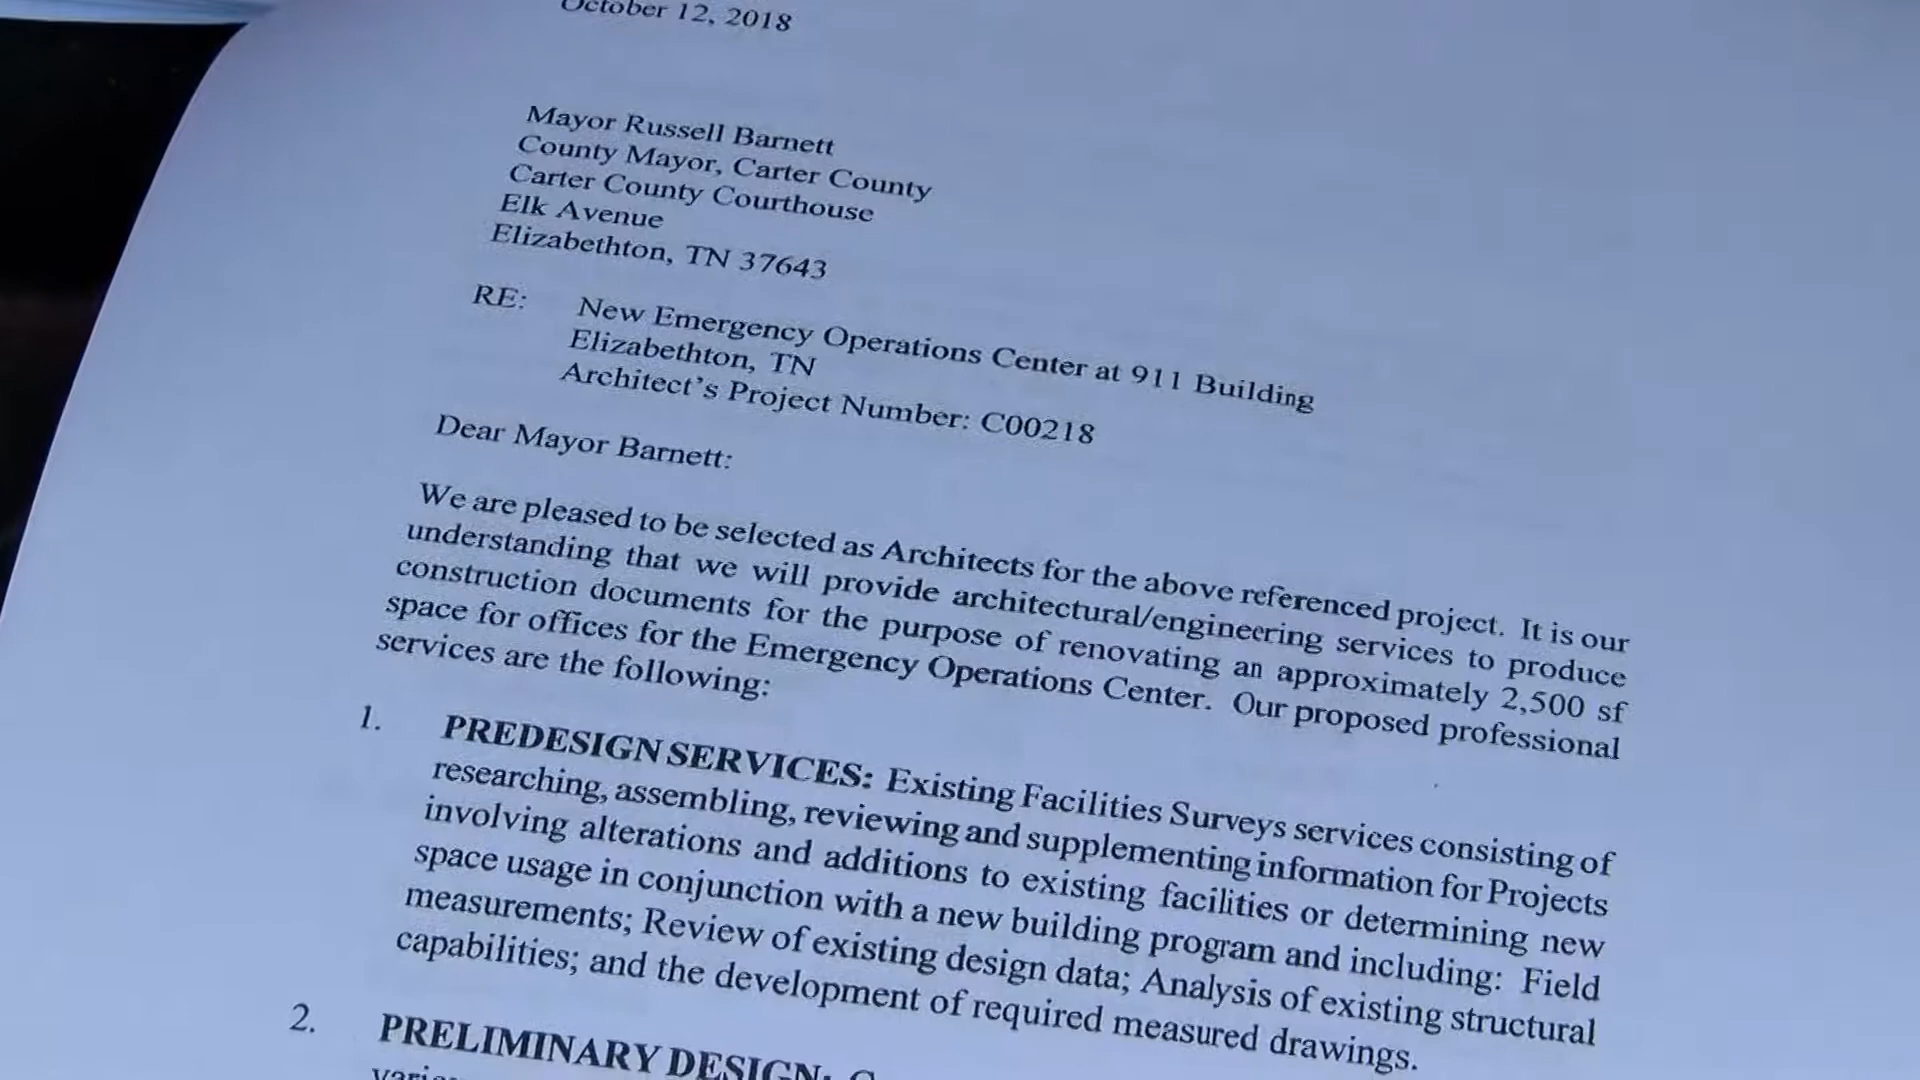 October 12, 2018
Mayor Russell Barnett
County Mayor, Carter County
Carter County Courthouse
Elk Avenue
Elizabethton, TN 37643
RE: New Emergency Operations Center at 911 Building
Elizabethton, TN
Architect's Project Number: C00218
Dear Mayor Barnett:
We are pleased to be selected as Architects for the above referenced project. It is our
understanding that we will provide architectural/engineering services to produce
construction documents for the purpose of renovating an approximately 2,500 sf
space for offices for the Emergency Operations Center. Our proposed professional
services are the following:
1. PREDESIGN SERVICES: Existing Facilities Surveys services consisting of
researching, assembling, reviewing and supplementing information for Projects
involving alterations and additions to existing facilities or determining new
space usage in conjunction with a new building program and including: Field
measurements; Review of existing design data; Analysis of existing structural
capabilities; and the development of required measured drawings.
2. PRELIMINARY DESIGN: